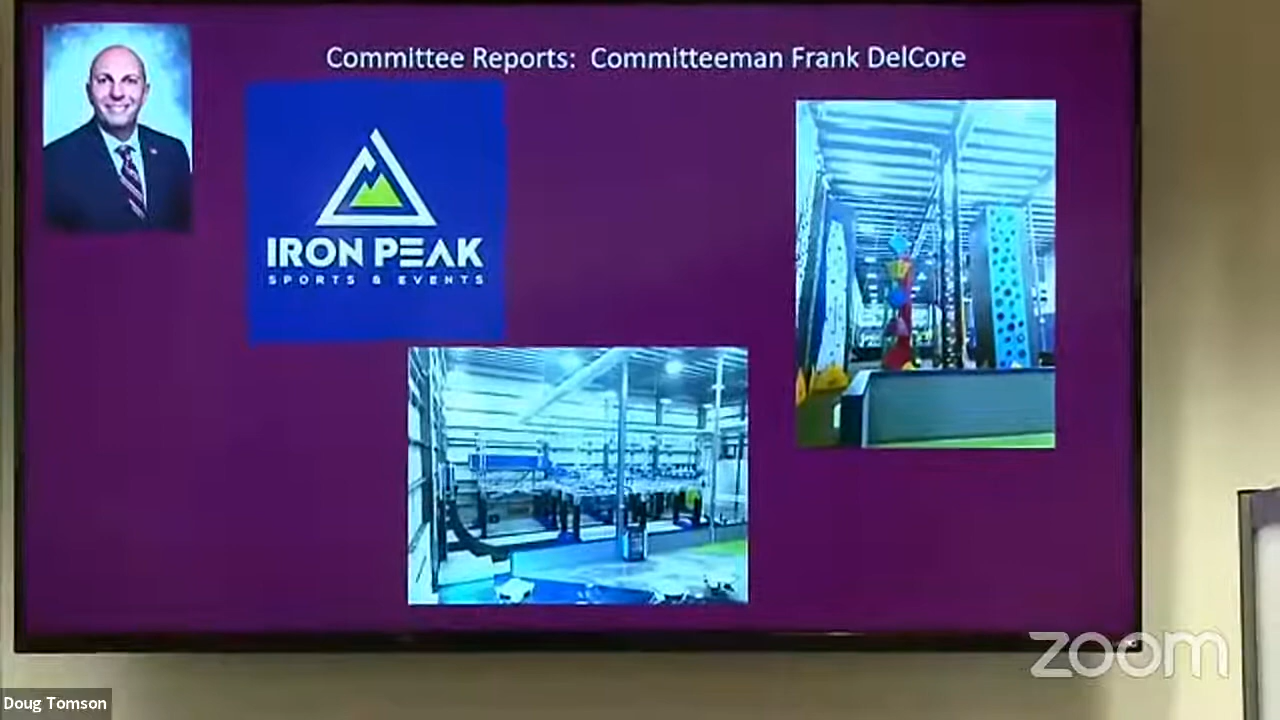 Committee Reports:  Committeeman Frank DelCore
IRON PEAK
SPORTS & EVENTS
zoom
Doug Tomson